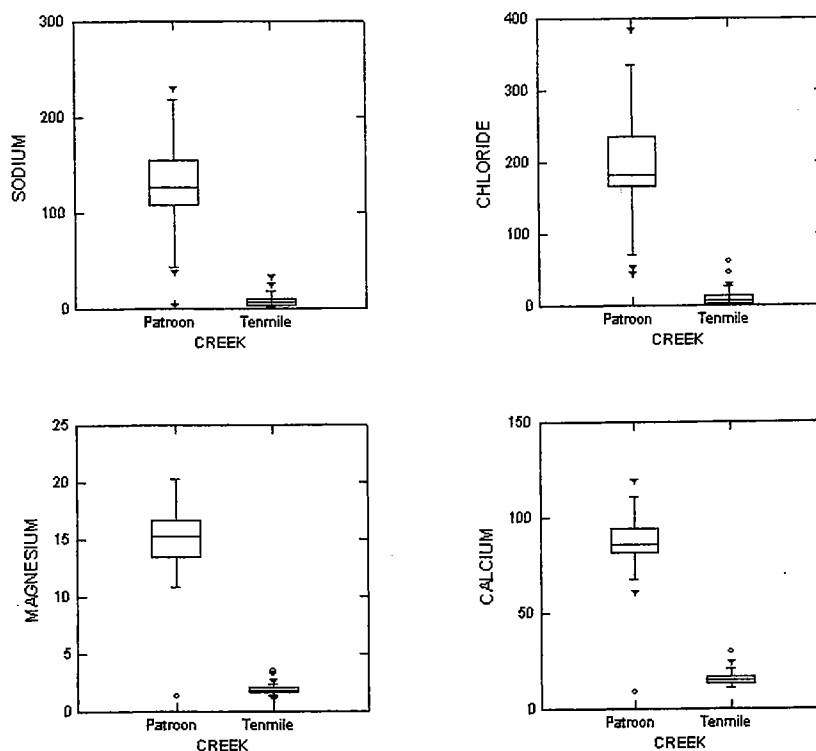 SODIUM
300
200
100
0
Patroon Tenmile
CREEK
CHLORIDE
400
300
200
100
0
Patroon Tenmile
CREEK
MAGNESIUM
25
20
15
10
5
0
Patroon Tenmile
CREEK
CALCIUM
150
100
50
0
Patroon Tenmile
CREEK